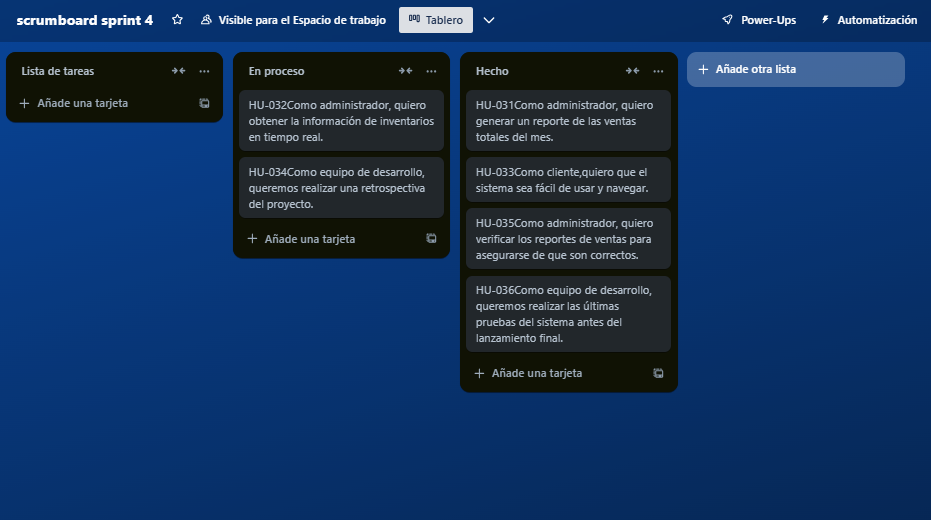 scrumboard sprint 4
Visible para el Espacio de trabajo
Tablero
Power-Ups
Automatización
Lista de tareas
Añade una tarjeta
En proceso
HU-032Como administrador, quiero
obtener la información de inventarios
en tiempo real.
HU-034Como equipo de desarrollo,
queremos realizar una retrospectiva
del proyecto.
Añade una tarjeta
Hecho
HU-031Como administrador, quiero
generar un reporte de las ventas
totales del mes.
HU-033Como cliente,quiero que el
sistema sea fácil de usar y navegar.
HU-035Como administrador, quiero
verificar los reportes de ventas para
asegurarse de que son correctos.
HU-036Como equipo de desarrollo,
queremos realizar las últimas
pruebas del sistema antes del
lanzamiento final.
Añade una tarjeta
Añade otra lista